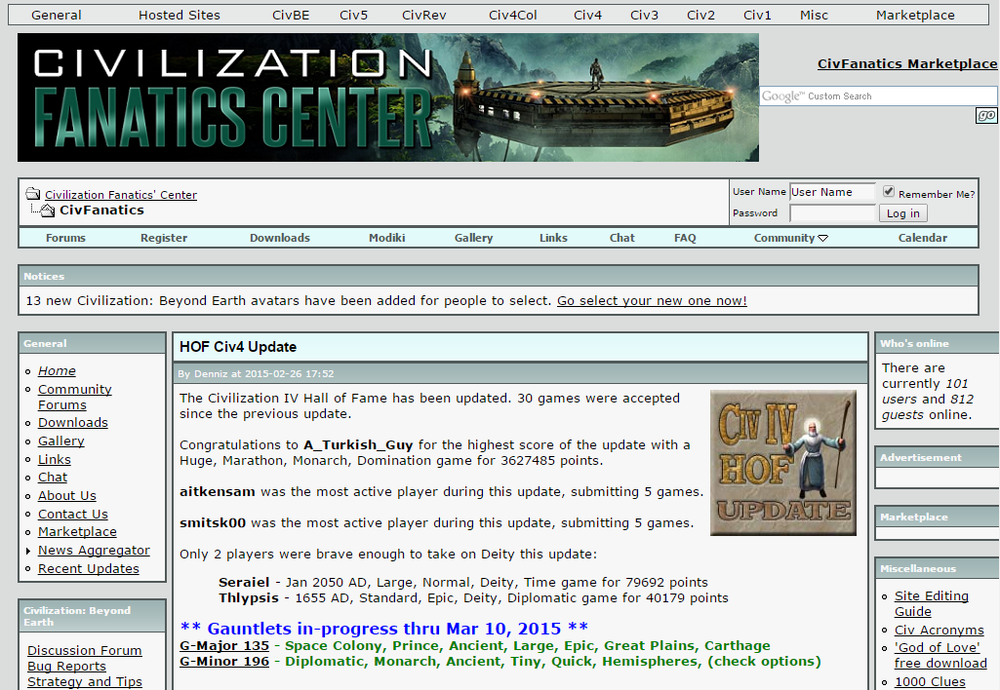 General Hosted Sites CivBE Civ5 CivRev Civ4Col Civ4 Civ3 Civ2 Civ1 Misc Marketplace
CIVILIZATION
FANATICS CENTER
CivFanatics Marketplace
Google™ Custom Search
go
Civilization Fanatics' Center
CivFanatics
User Name User Name Remember Me?
Password Log in
Forums Register Downloads Modiki Gallery Links Chat FAQ Community Calendar
Notices
13 new Civilization: Beyond Earth avatars have been added for people to select. Go select your new one now!
General
Home
Community
Forums
Downloads
Gallery
Links
Chat
About Us
Contact Us
Marketplace
News Aggregator
Recent Updates
Civilization: Beyond
Earth
Discussion Forum
Bug Reports
Strategy and Tips
HOF Civ4 Update
By Denniz at 2015-02-26 17:52
The Civilization IV Hall of Fame has been updated. 30 games were accepted
since the previous update.
Congratulations to A_Turkish_Guy for the highest score of the update with a
Huge, Marathon, Monarch, Domination game for 3627485 points.
aitkensam was the most active player during this update, submitting 5 games.
smitsk00 was the most active player during this update, submitting 5 games.
Only 2 players were brave enough to take on Deity this update:
Seraiel - Jan 2050 AD, Large, Normal, Deity, Time game for 79692 points
Thlypsis - 1655 AD, Standard, Epic, Deity, Diplomatic game for 40179 points
** Gauntlets in-progress thru Mar 10, 2015 **
G-Major 135 - Space Colony, Prince, Ancient, Large, Epic, Great Plains, Carthage
G-Minor 196 - Diplomatic, Monarch, Ancient, Tiny, Quick, Hemispheres, (check options)
CIV IV
HOF
UPDATE
Who's online
There are
currently 101
users and 812
guests online.
Advertisement
Marketplace
Miscellaneous
Site Editing
Guide
Civ Acronyms
'God of Love'
free download
1000 Clues